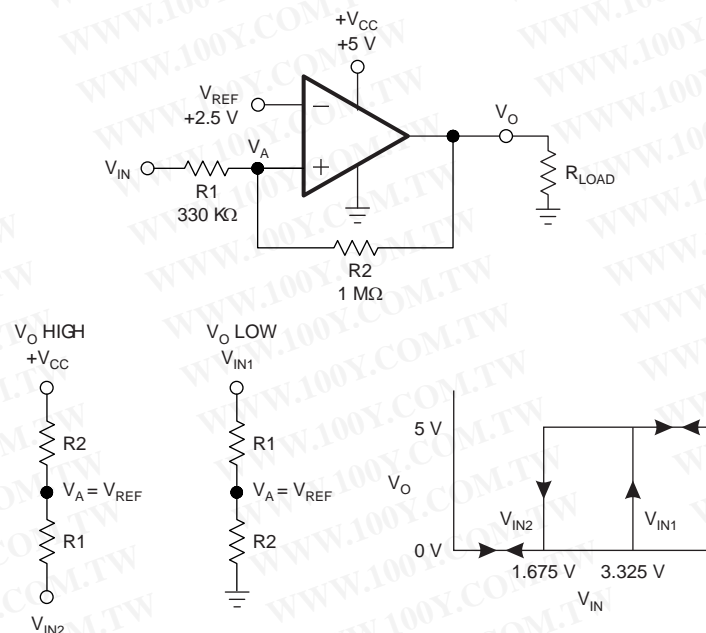 +VCC
+5 V
VREF
+2.5 V
VO
VA
VIN
R1
330 KΩ
RLOAD
R2
1 MΩ
VO HIGH
+VCC
R2
VA = VREF
R1
VIN2
VO LOW
VIN1
R1
VA = VREF
R2
5 V
VO
VIN2
VIN1
0 V
1.675 V
3.325 V
VIN
WWW.100Y.COM.TW